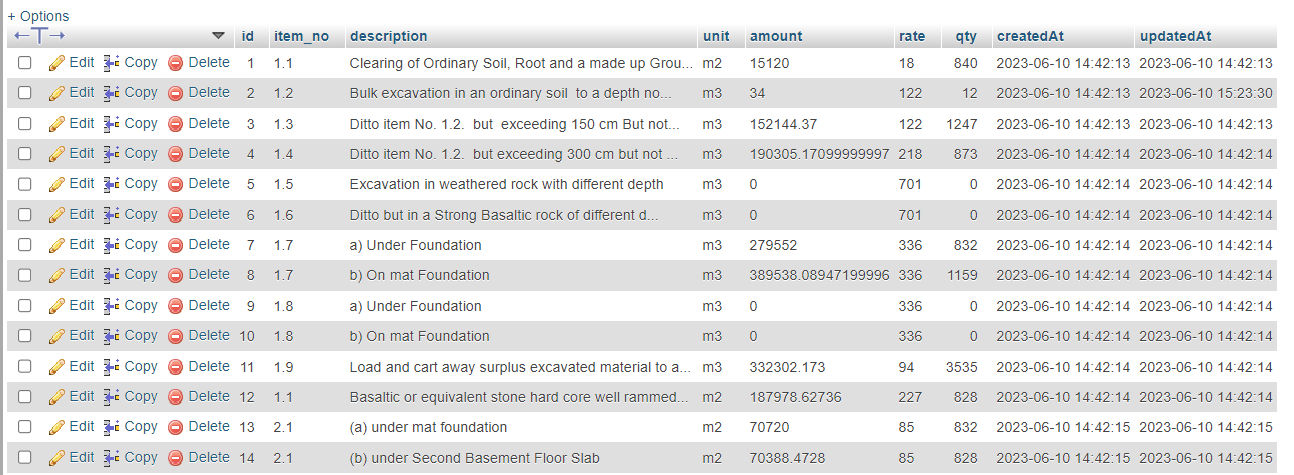 + Options
←T→ id item_no description unit amount rate qty createdAt updatedAt
Edit Copy Delete 1 1.1 Clearing of Ordinary Soil, Root and a made up Grou... m2 15120 18 840 2023-06-10 14:42:13 2023-06-10 14:42:13
Edit Copy Delete 2 1.2 Bulk excavation in an ordinary soil  to a depth no... m3 34 122 12 2023-06-10 14:42:13 2023-06-10 15:23:30
Edit Copy Delete 3 1.3 Ditto item No. 1.2.  but  exceeding 150 cm But not... m3 152144.37 122 1247 2023-06-10 14:42:13 2023-06-10 14:42:13
Edit Copy Delete 4 1.4 Ditto item No. 1.2.  but exceeding 300 cm but not ... m3 190305.17099999997 218 873 2023-06-10 14:42:14 2023-06-10 14:42:14
Edit Copy Delete 5 1.5 Excavation in weathered rock with different depth m3 0 701 0 2023-06-10 14:42:14 2023-06-10 14:42:14
Edit Copy Delete 6 1.6 Ditto but in a Strong Basaltic rock of different d... m3 0 701 0 2023-06-10 14:42:14 2023-06-10 14:42:14
Edit Copy Delete 7 1.7 a) Under Foundation m3 279552 336 832 2023-06-10 14:42:14 2023-06-10 14:42:14
Edit Copy Delete 8 1.7 b) On mat Foundation m3 389538.08947199996 336 1159 2023-06-10 14:42:14 2023-06-10 14:42:14
Edit Copy Delete 9 1.8 a) Under Foundation m3 0 336 0 2023-06-10 14:42:14 2023-06-10 14:42:14
Edit Copy Delete 10 1.8 b) On mat Foundation m3 0 336 0 2023-06-10 14:42:14 2023-06-10 14:42:14
Edit Copy Delete 11 1.9 Load and cart away surplus excavated material to a... m3 332302.173 94 3535 2023-06-10 14:42:14 2023-06-10 14:42:14
Edit Copy Delete 12 1.1 Basaltic or equivalent stone hard core well rammed... m2 187978.62736 227 828 2023-06-10 14:42:14 2023-06-10 14:42:14
Edit Copy Delete 13 2.1 (a) under mat foundation m2 70720 85 832 2023-06-10 14:42:15 2023-06-10 14:42:15
Edit Copy Delete 14 2.1 (b) under Second Basement Floor Slab m2 70388.4728 85 828 2023-06-10 14:42:15 2023-06-10 14:42:15